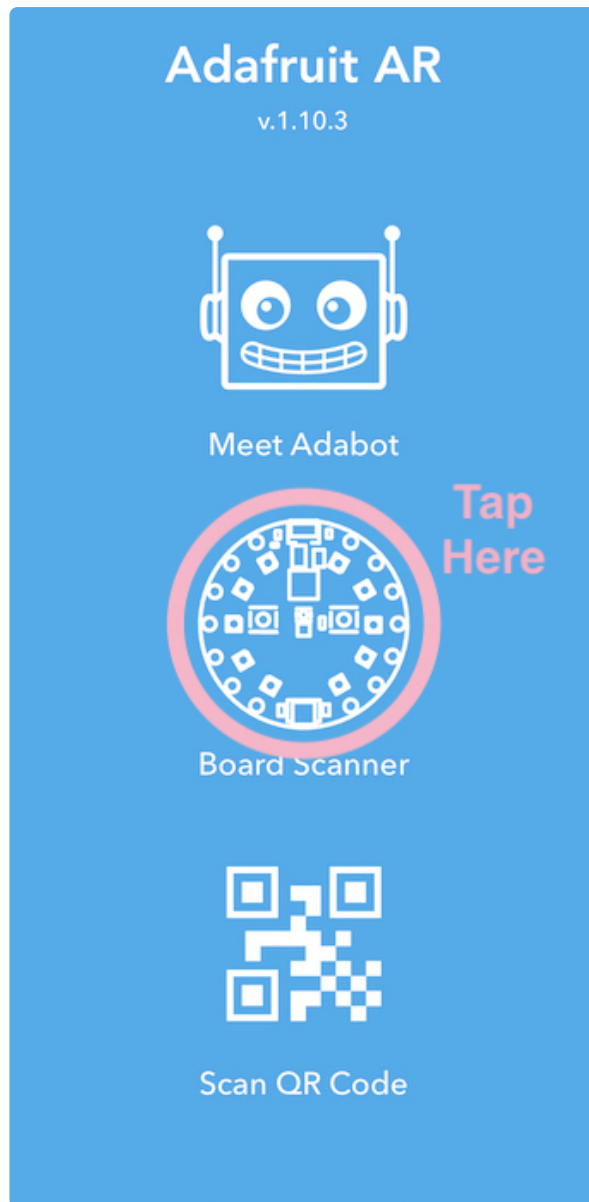 Adafruit AR
v.1.10.3
Meet Adabot
Tap
Here
Board Scanner
Scan QR Code